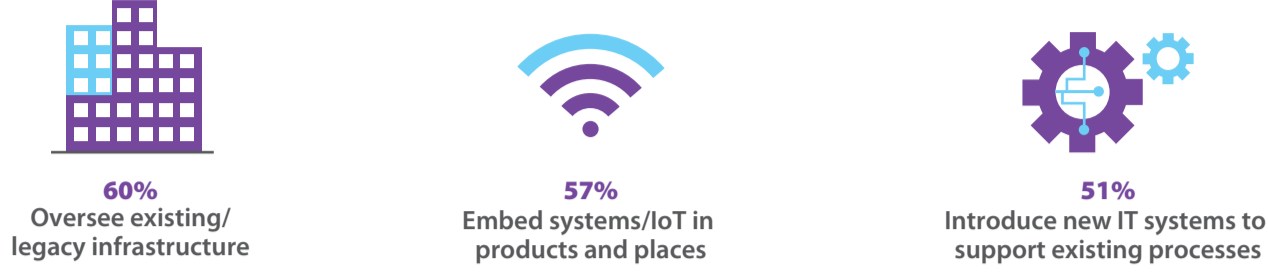 60%
Oversee existing/
legacy infrastructure
57%
Embed systems/IoT in
products and places
51%
Introduce new IT systems to
support existing processes